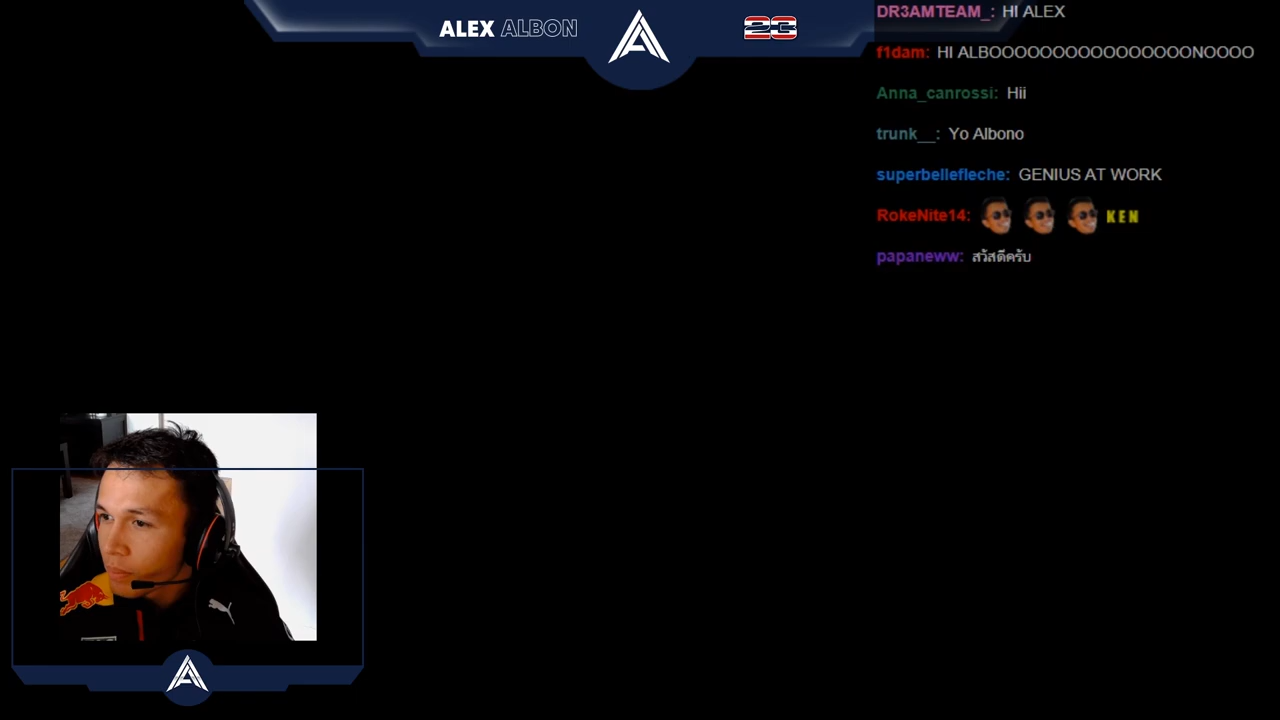 ALEX ALBON
23
DR3AMTEAM_: HI ALEX
f1dam: HI ALBOOOOOOOOOOOOOOOONOOOO
Anna_canrossi: Hii
trunk__: Yo Albono
superbellefleche: GENIUS AT WORK
RokeNite14: KEN
papaneww: สวัสดีครับ